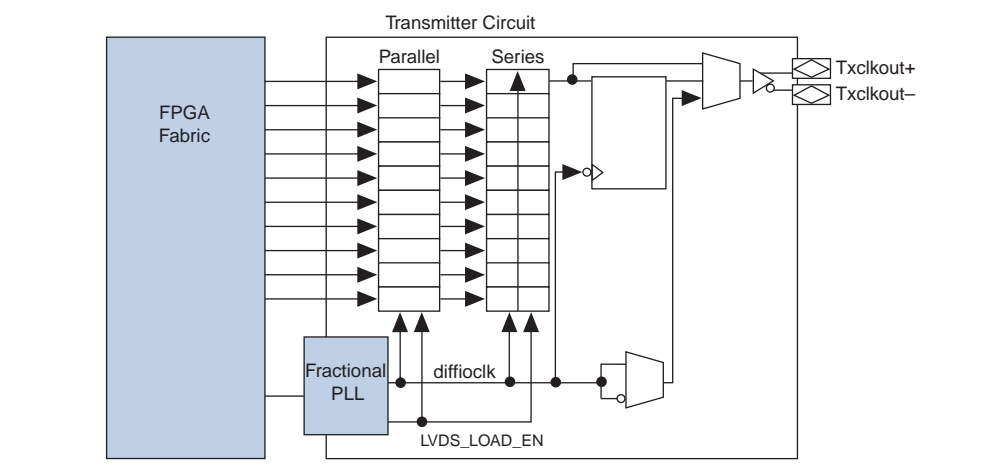 Transmitter Circuit
Parallel
Series
Txclkout+
Txclkout–
FPGA
Fabric
Fractional
PLL
diffioclk
LVDS_LOAD_EN